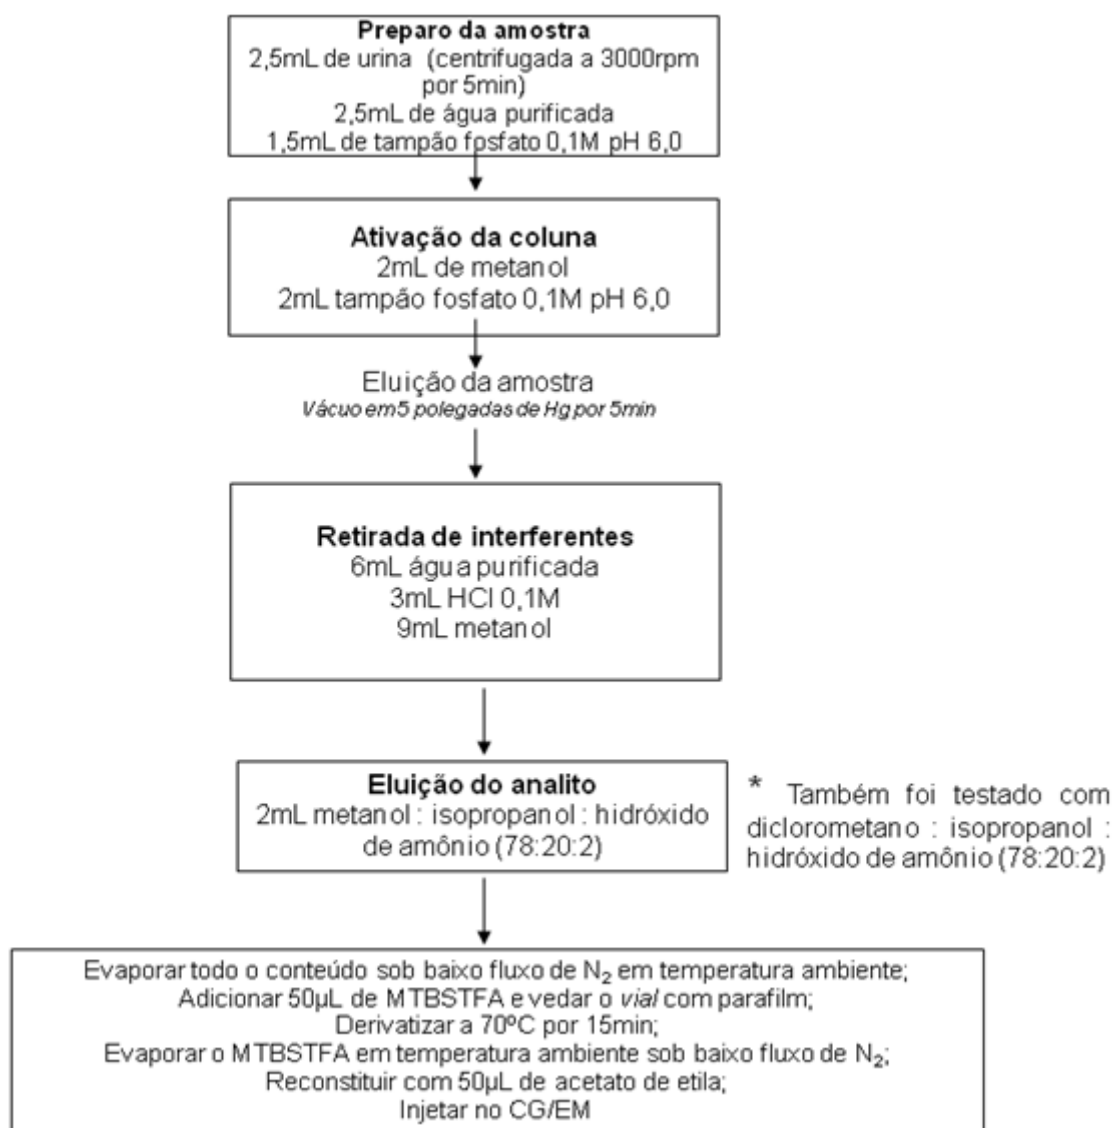 Preparo da amostra
2,5mL de urina (centrifugada a 3000rpm
por 5min)
2,5mL de água purificada
1,5mL de tampão fosfato 0,1M pH 6,0
Ativação da coluna
2mL de metanol
2mL tampão fosfato 0,1M pH 6,0
Eluição da amostra
Vácuo em 5 polegadas de Hg por 5min
Retirada de interferentes
6mL água purificada
3mL HCl 0,1M
9mL metanol
Eluição do analito
2mL metanol : isopropanol : hidróxido
de amônio (78:20:2)
* Também foi testado com
diclorometano : isopropanol :
hidróxido de amônio (78:20:2)
Evaporar todo o conteúdo sob baixo fluxo de N₂ em temperatura ambiente;
Adicionar 50µL de MTBSTFA e vedar o vial com parafilm;
Derivatizar a 70ºC por 15min;
Evaporar o MTBSTFA em temperatura ambiente sob baixo fluxo de N₂;
Reconstituir com 50µL de acetato de etila;
Injetar no CG/EM